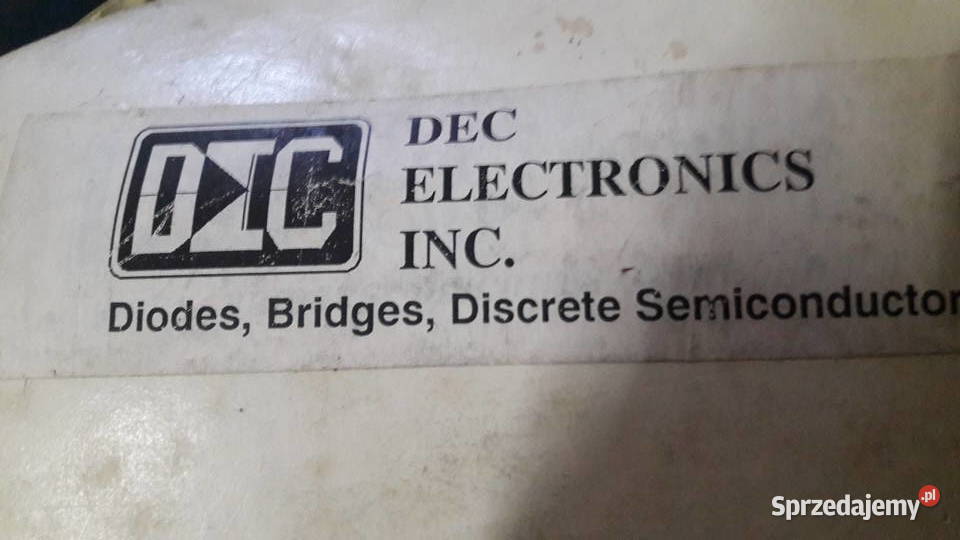 DEC
DEC
ELECTRONICS
INC.
Diodes, Bridges, Discrete Semiconductor
Sprzedajemy.pl